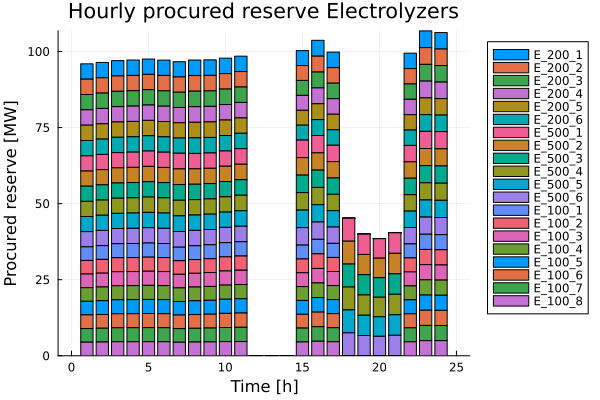 Hourly procured reserve Electrolyzers
Procured reserve [MW]
100
75
50
25
0
0
5
10
15
20
25
Time [h]
E_200_1
E_200_2
E_200_3
E_200_4
E_200_5
E_200_6
E_500_1
E_500_2
E_500_3
E_500_4
E_500_5
E_500_6
E_100_1
E_100_2
E_100_3
E_100_4
E_100_5
E_100_6
E_100_7
E_100_8